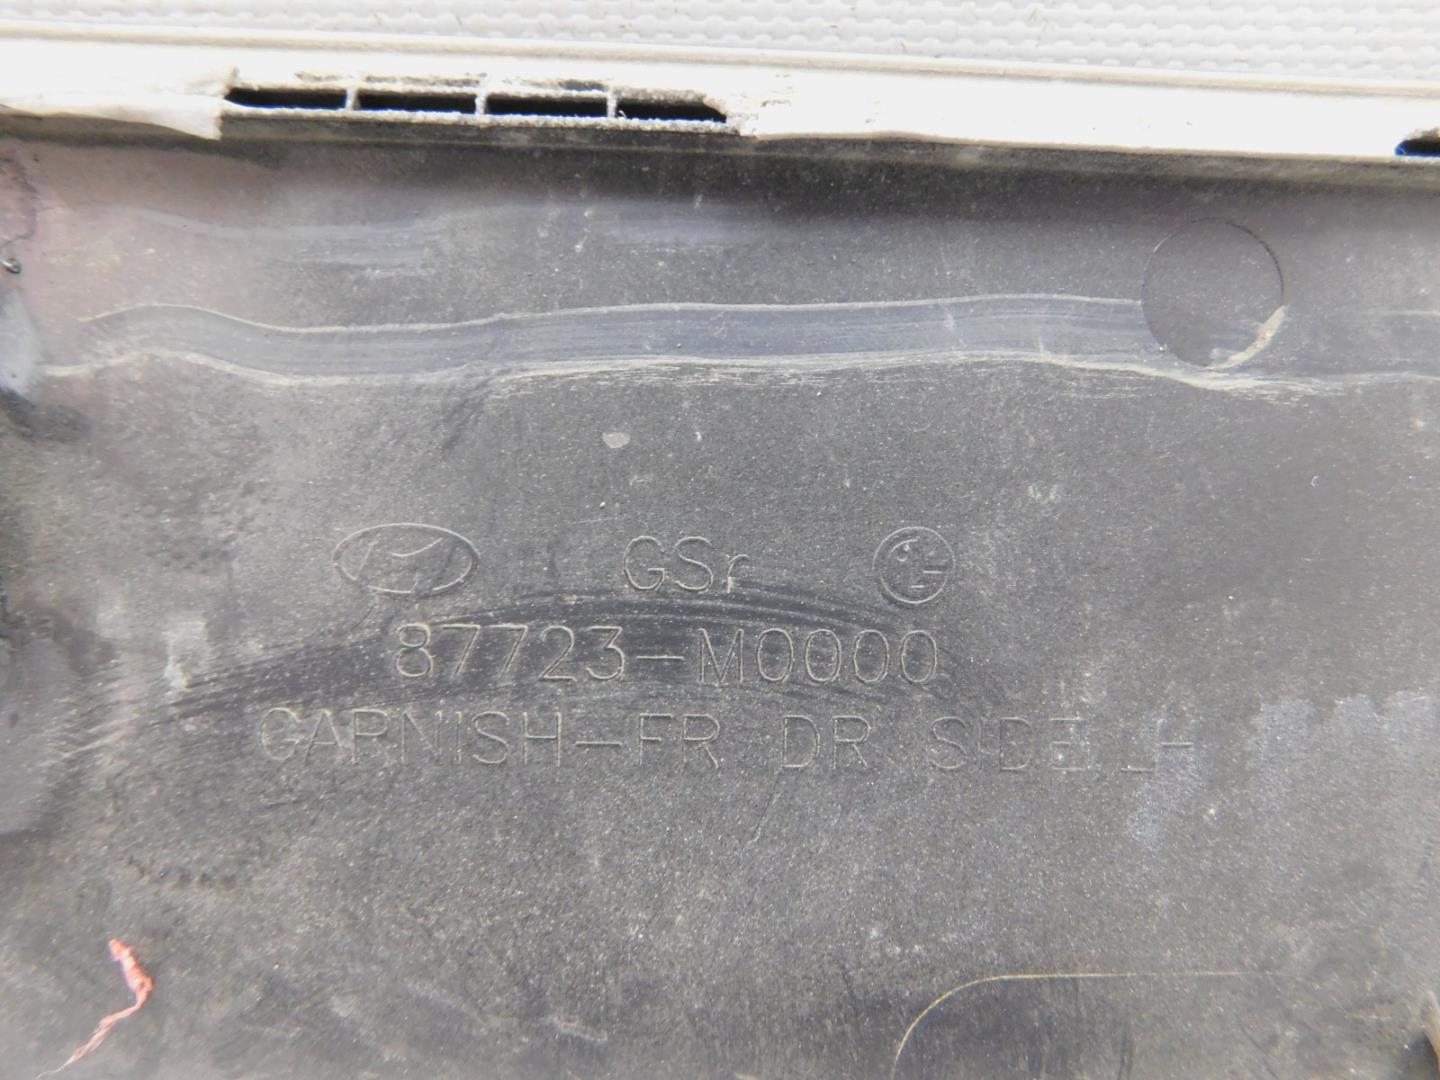 GSr
87723-M0000
GARNISH-FR DR SIDE LH